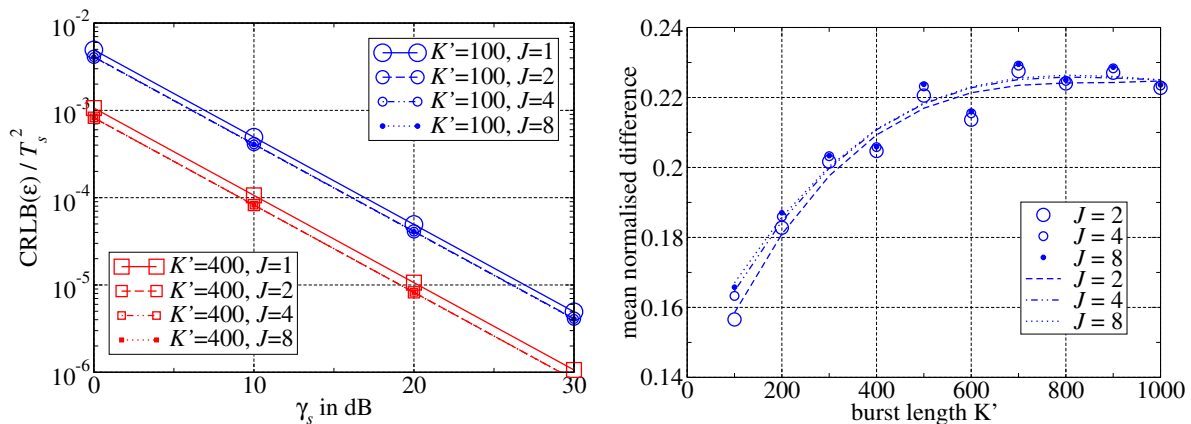 10^-2
10^-3
10^-4
10^-5
10^-6
CRLB(ε) / T_s^2
K'=100, J=1
K'=100, J=2
K'=100, J=4
K'=100, J=8
K'=400, J=1
K'=400, J=2
K'=400, J=4
K'=400, J=8
0 10 20 30
γ_s in dB
0.24
0.22
0.2
0.18
0.16
0.14
mean normalised difference
J = 2
J = 4
J = 8
J = 2
J = 4
J = 8
0 200 400 600 800 1000
burst length K'